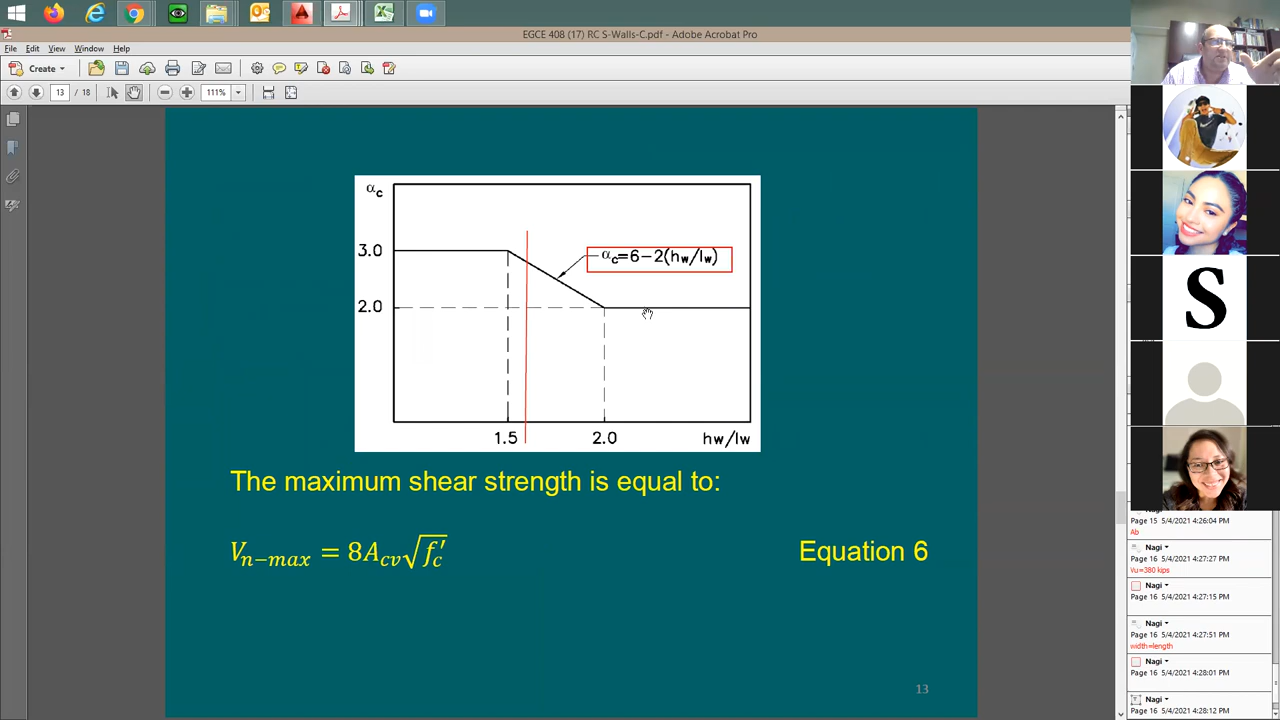 EGCE 408 (17) RC S-Walls-C.pdf - Adobe Acrobat Pro
File Edit View Window Help
Create
13 / 18 111%
αc
3.0
αc=6-2(hw/lw)
2.0
1.5 2.0 hw/lw
The maximum shear strength is equal to:
Vn-max = 8Acv√f'c Equation 6
13
S
Nagi
Page 15 5/4/2021 4:26:04 PM
Ab
Nagi
Page 16 5/4/2021 4:27:27 PM
Vu=380 kips
Nagi
Page 16 5/4/2021 4:27:15 PM
Nagi
Page 16 5/4/2021 4:27:51 PM
width=length
Nagi
Page 16 5/4/2021 4:28:01 PM
Nagi
Page 16 5/4/2021 4:28:12 PM